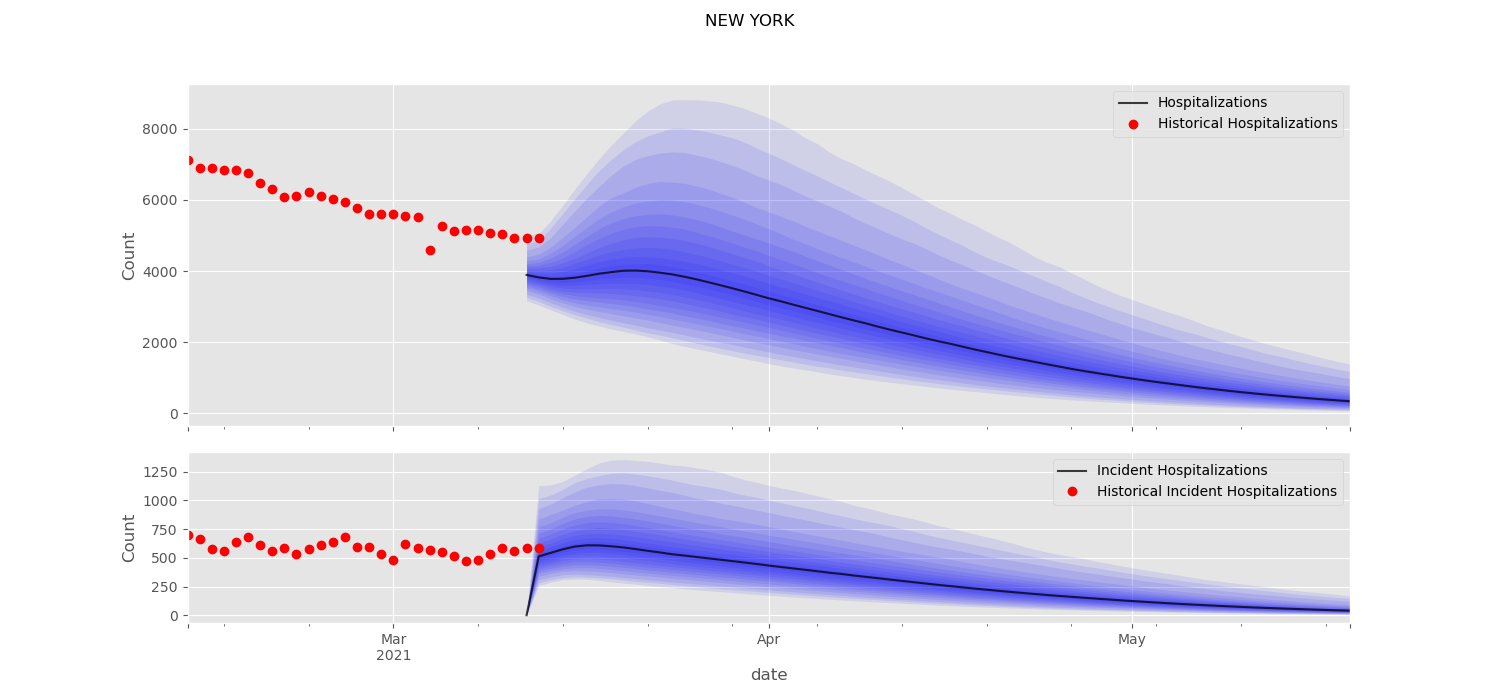 NEW YORK
Hospitalizations
Historical Hospitalizations
Count
8000
6000
4000
2000
0
Incident Hospitalizations
Historical Incident Hospitalizations
Count
1250
1000
750
500
250
0
Mar
2021
Apr
May
date